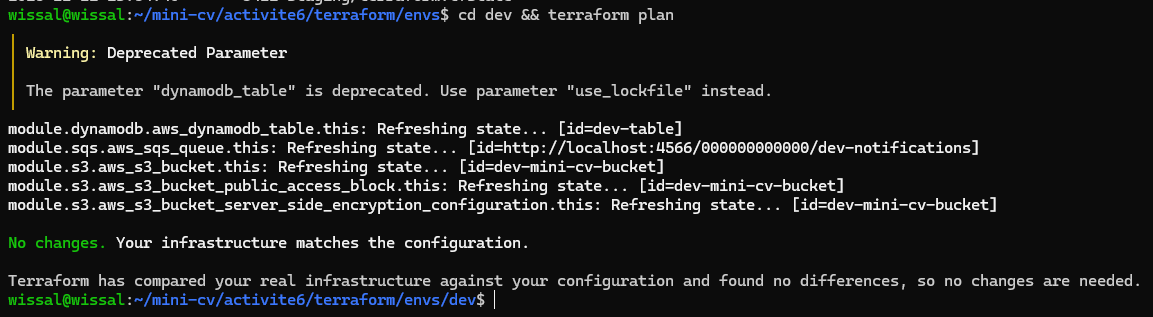 wissal@wissal:~/mini-cv/activite6/terraform/envs$ cd dev && terraform plan
Warning: Deprecated Parameter
The parameter "dynamodb_table" is deprecated. Use parameter "use_lockfile" instead.
module.dynamodb.aws_dynamodb_table.this: Refreshing state... [id=dev-table]
module.sqs.aws_sqs_queue.this: Refreshing state... [id=http://localhost:4566/000000000000/dev-notifications]
module.s3.aws_s3_bucket.this: Refreshing state... [id=dev-mini-cv-bucket]
module.s3.aws_s3_bucket_public_access_block.this: Refreshing state... [id=dev-mini-cv-bucket]
module.s3.aws_s3_bucket_server_side_encryption_configuration.this: Refreshing state... [id=dev-mini-cv-bucket]
No changes. Your infrastructure matches the configuration.
Terraform has compared your real infrastructure against your configuration and found no differences, so no changes are needed.
wissal@wissal:~/mini-cv/activite6/terraform/envs/dev$